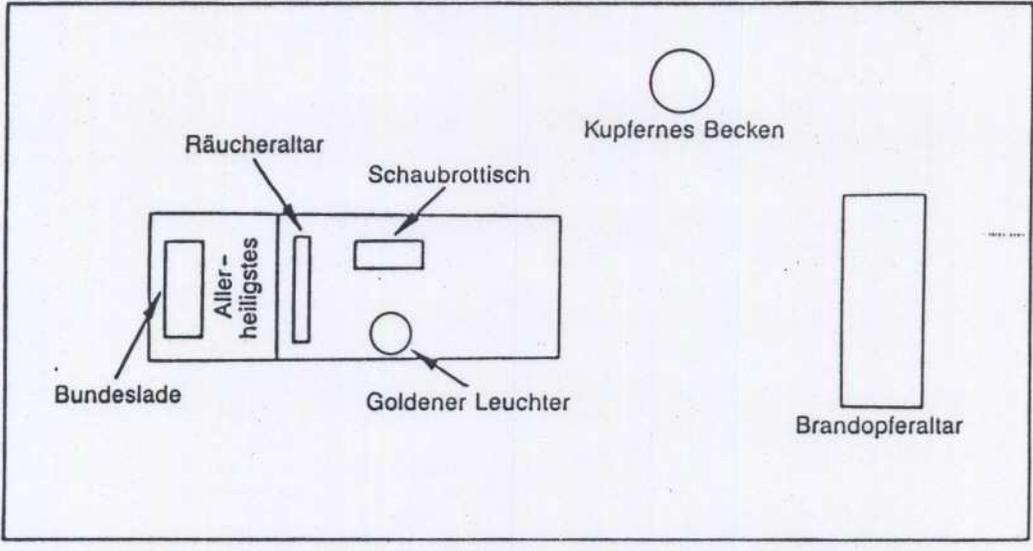 Kupfernes Becken
Räucheraltar
Schaubrottisch
Aller-
heiligstes
Bundeslade
Goldener Leuchter
Brandopferaltar